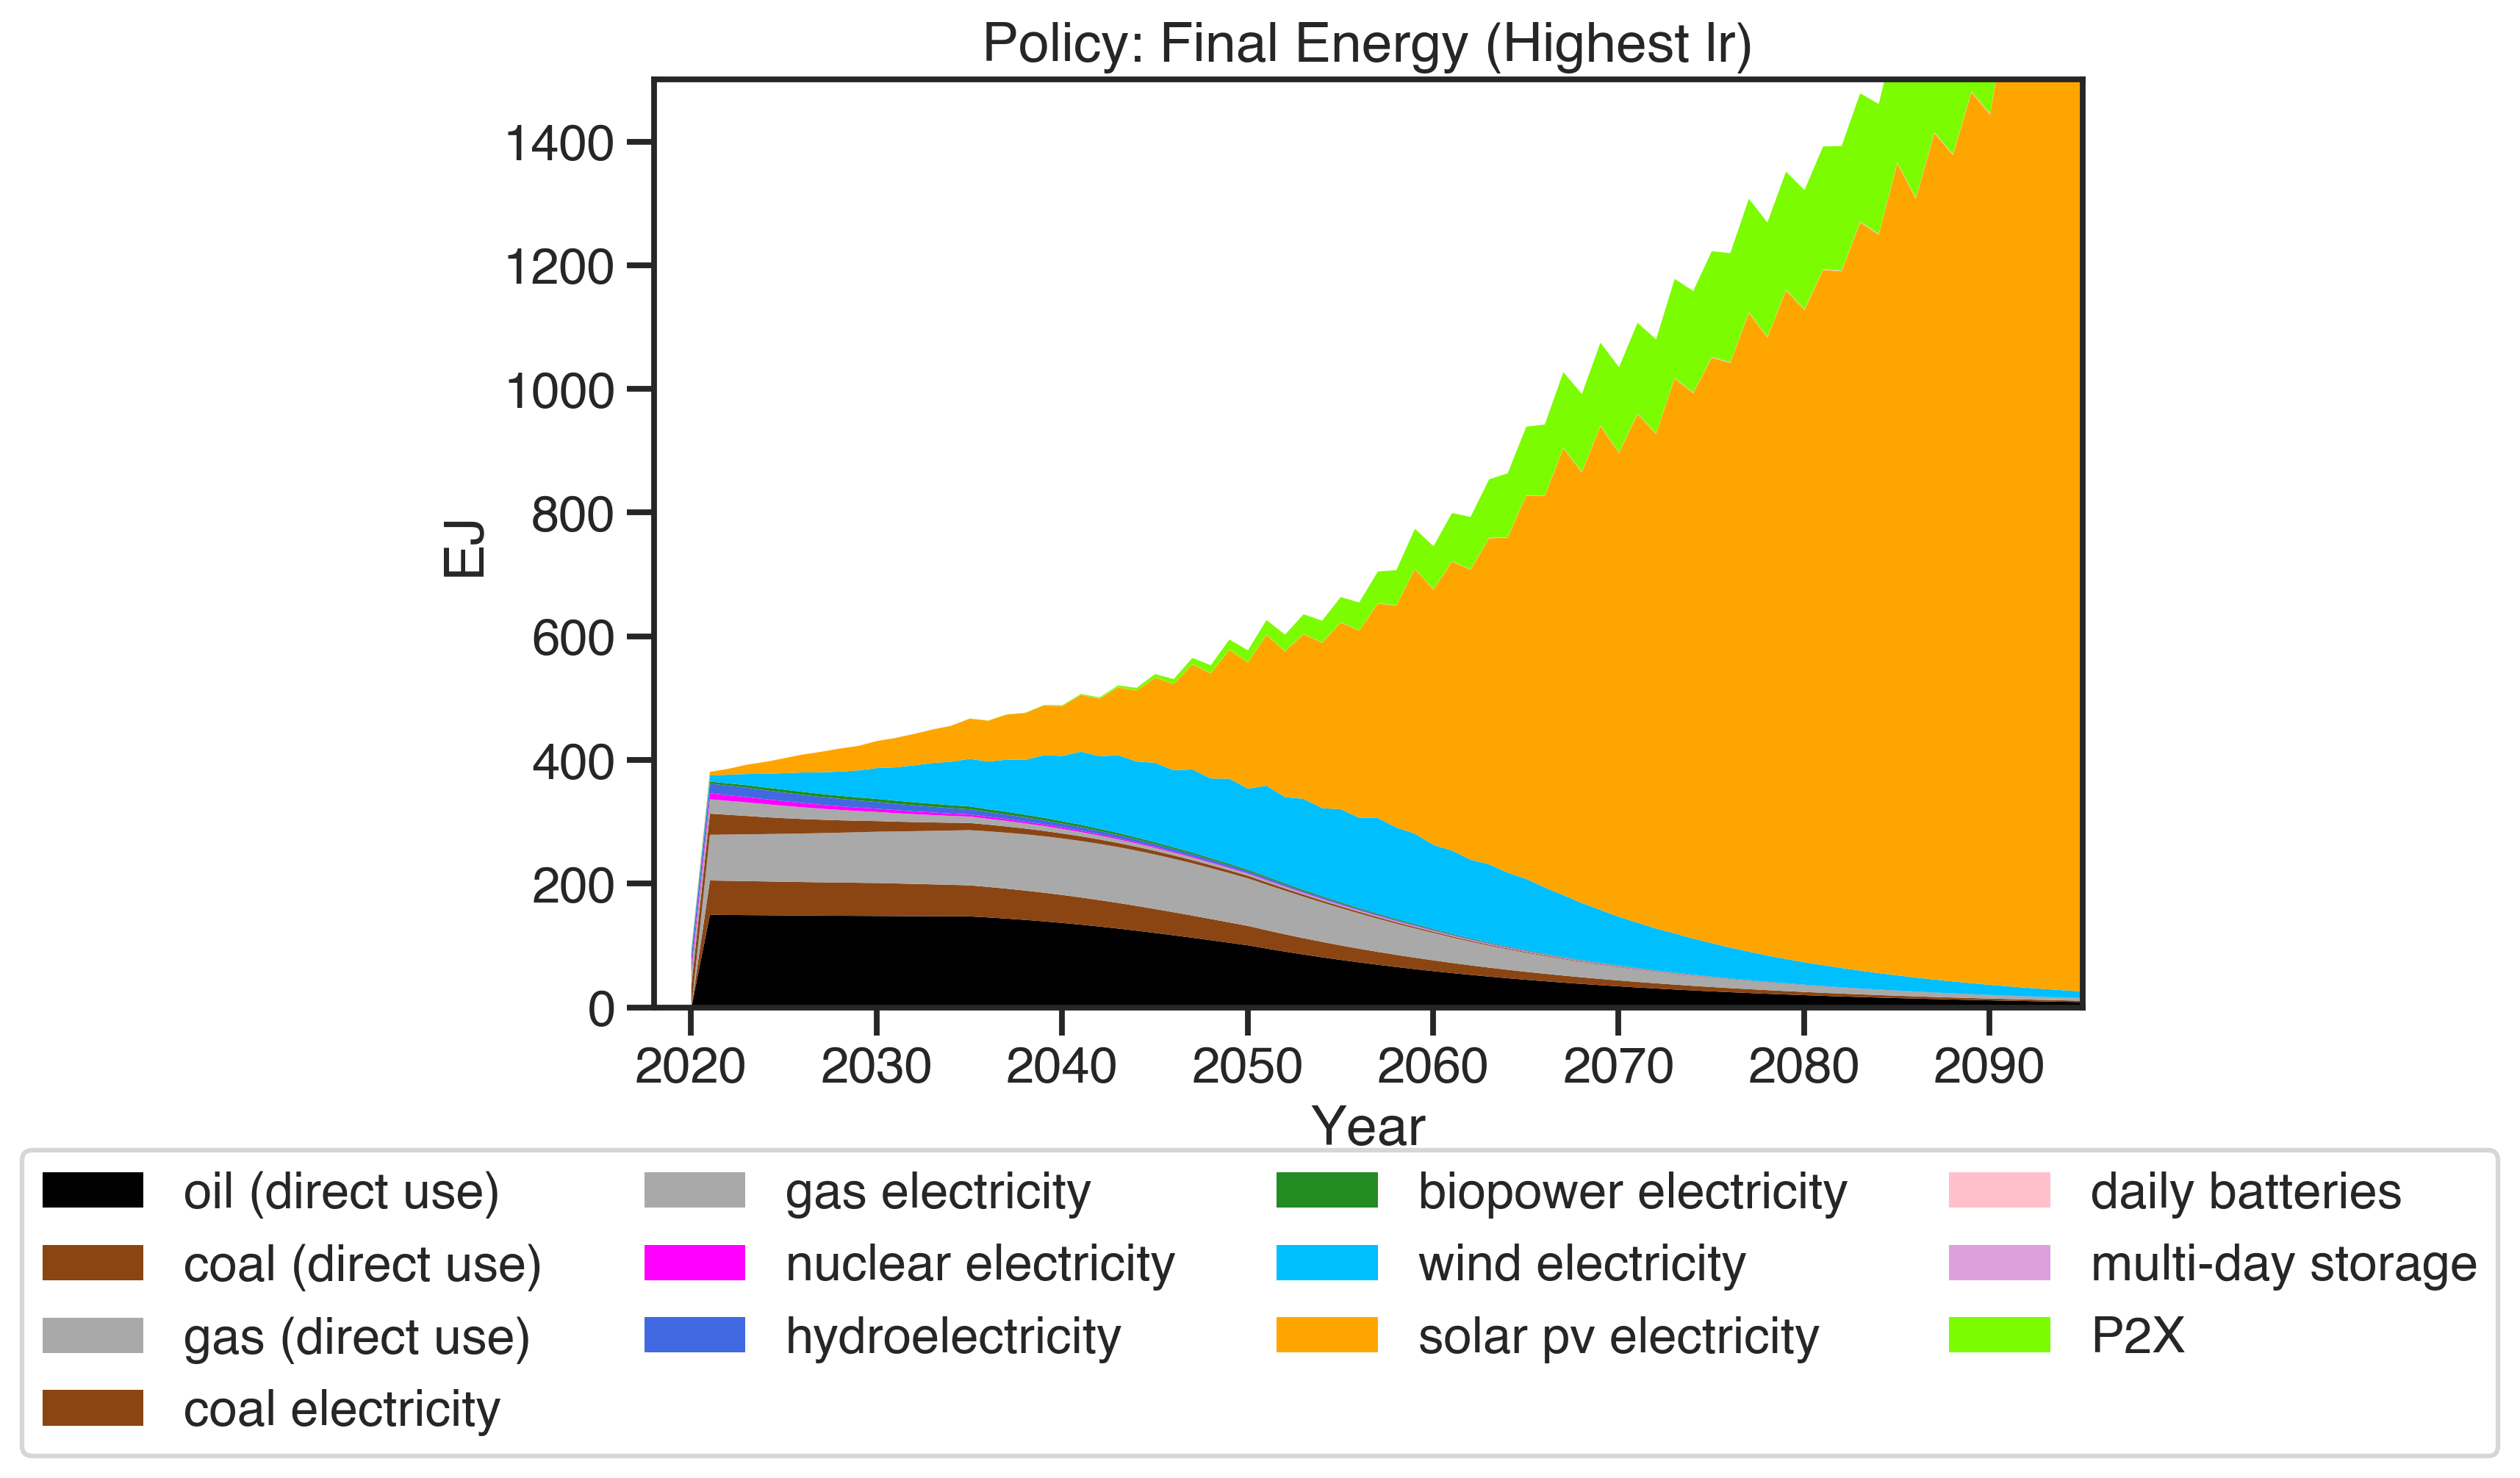 Policy: Final Energy (Highest lr)
1400
1200
1000
800
600
400
200
0
EJ
2020 2030 2040 2050 2060 2070 2080 2090
Year
oil (direct use)
coal (direct use)
gas (direct use)
coal electricity
gas electricity
nuclear electricity
hydroelectricity
biopower electricity
wind electricity
solar pv electricity
daily batteries
multi-day storage
P2X